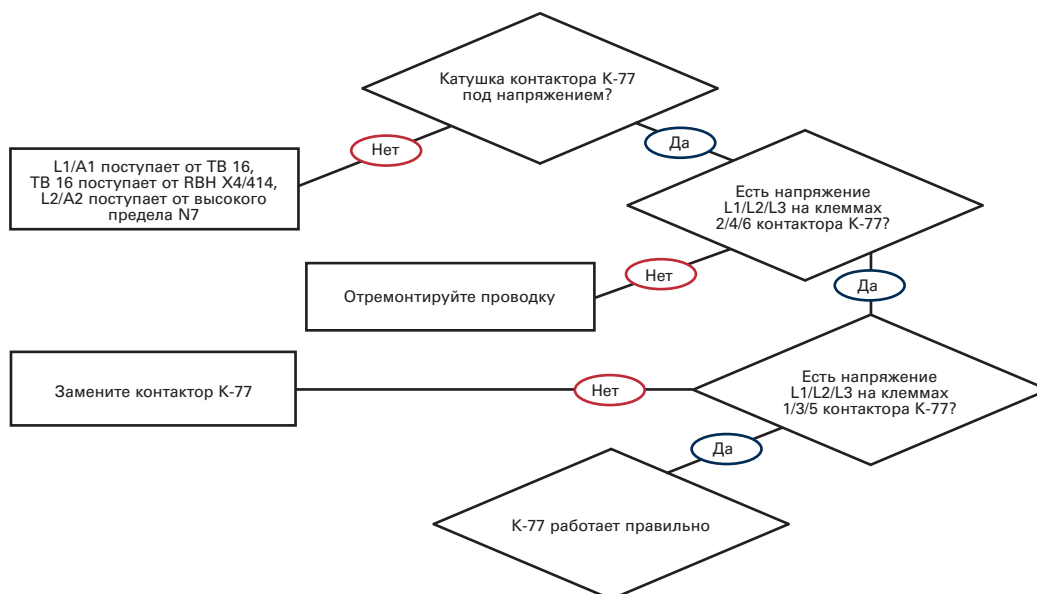 Катушка контактора К-77
под напряжением?
Нет
Да
L1/A1 поступает от ТВ 16,
ТВ 16 поступает от RBH X4/414,
L2/A2 поступает от высокого
предела N7
Есть напряжение
L1/L2/L3 на клеммах
2/4/6 контактора К-77?
Нет
Да
Отремонтируйте проводку
Замените контактор К-77
Нет
Есть напряжение
L1/L2/L3 на клеммах
1/3/5 контактора К-77?
Да
К-77 работает правильно